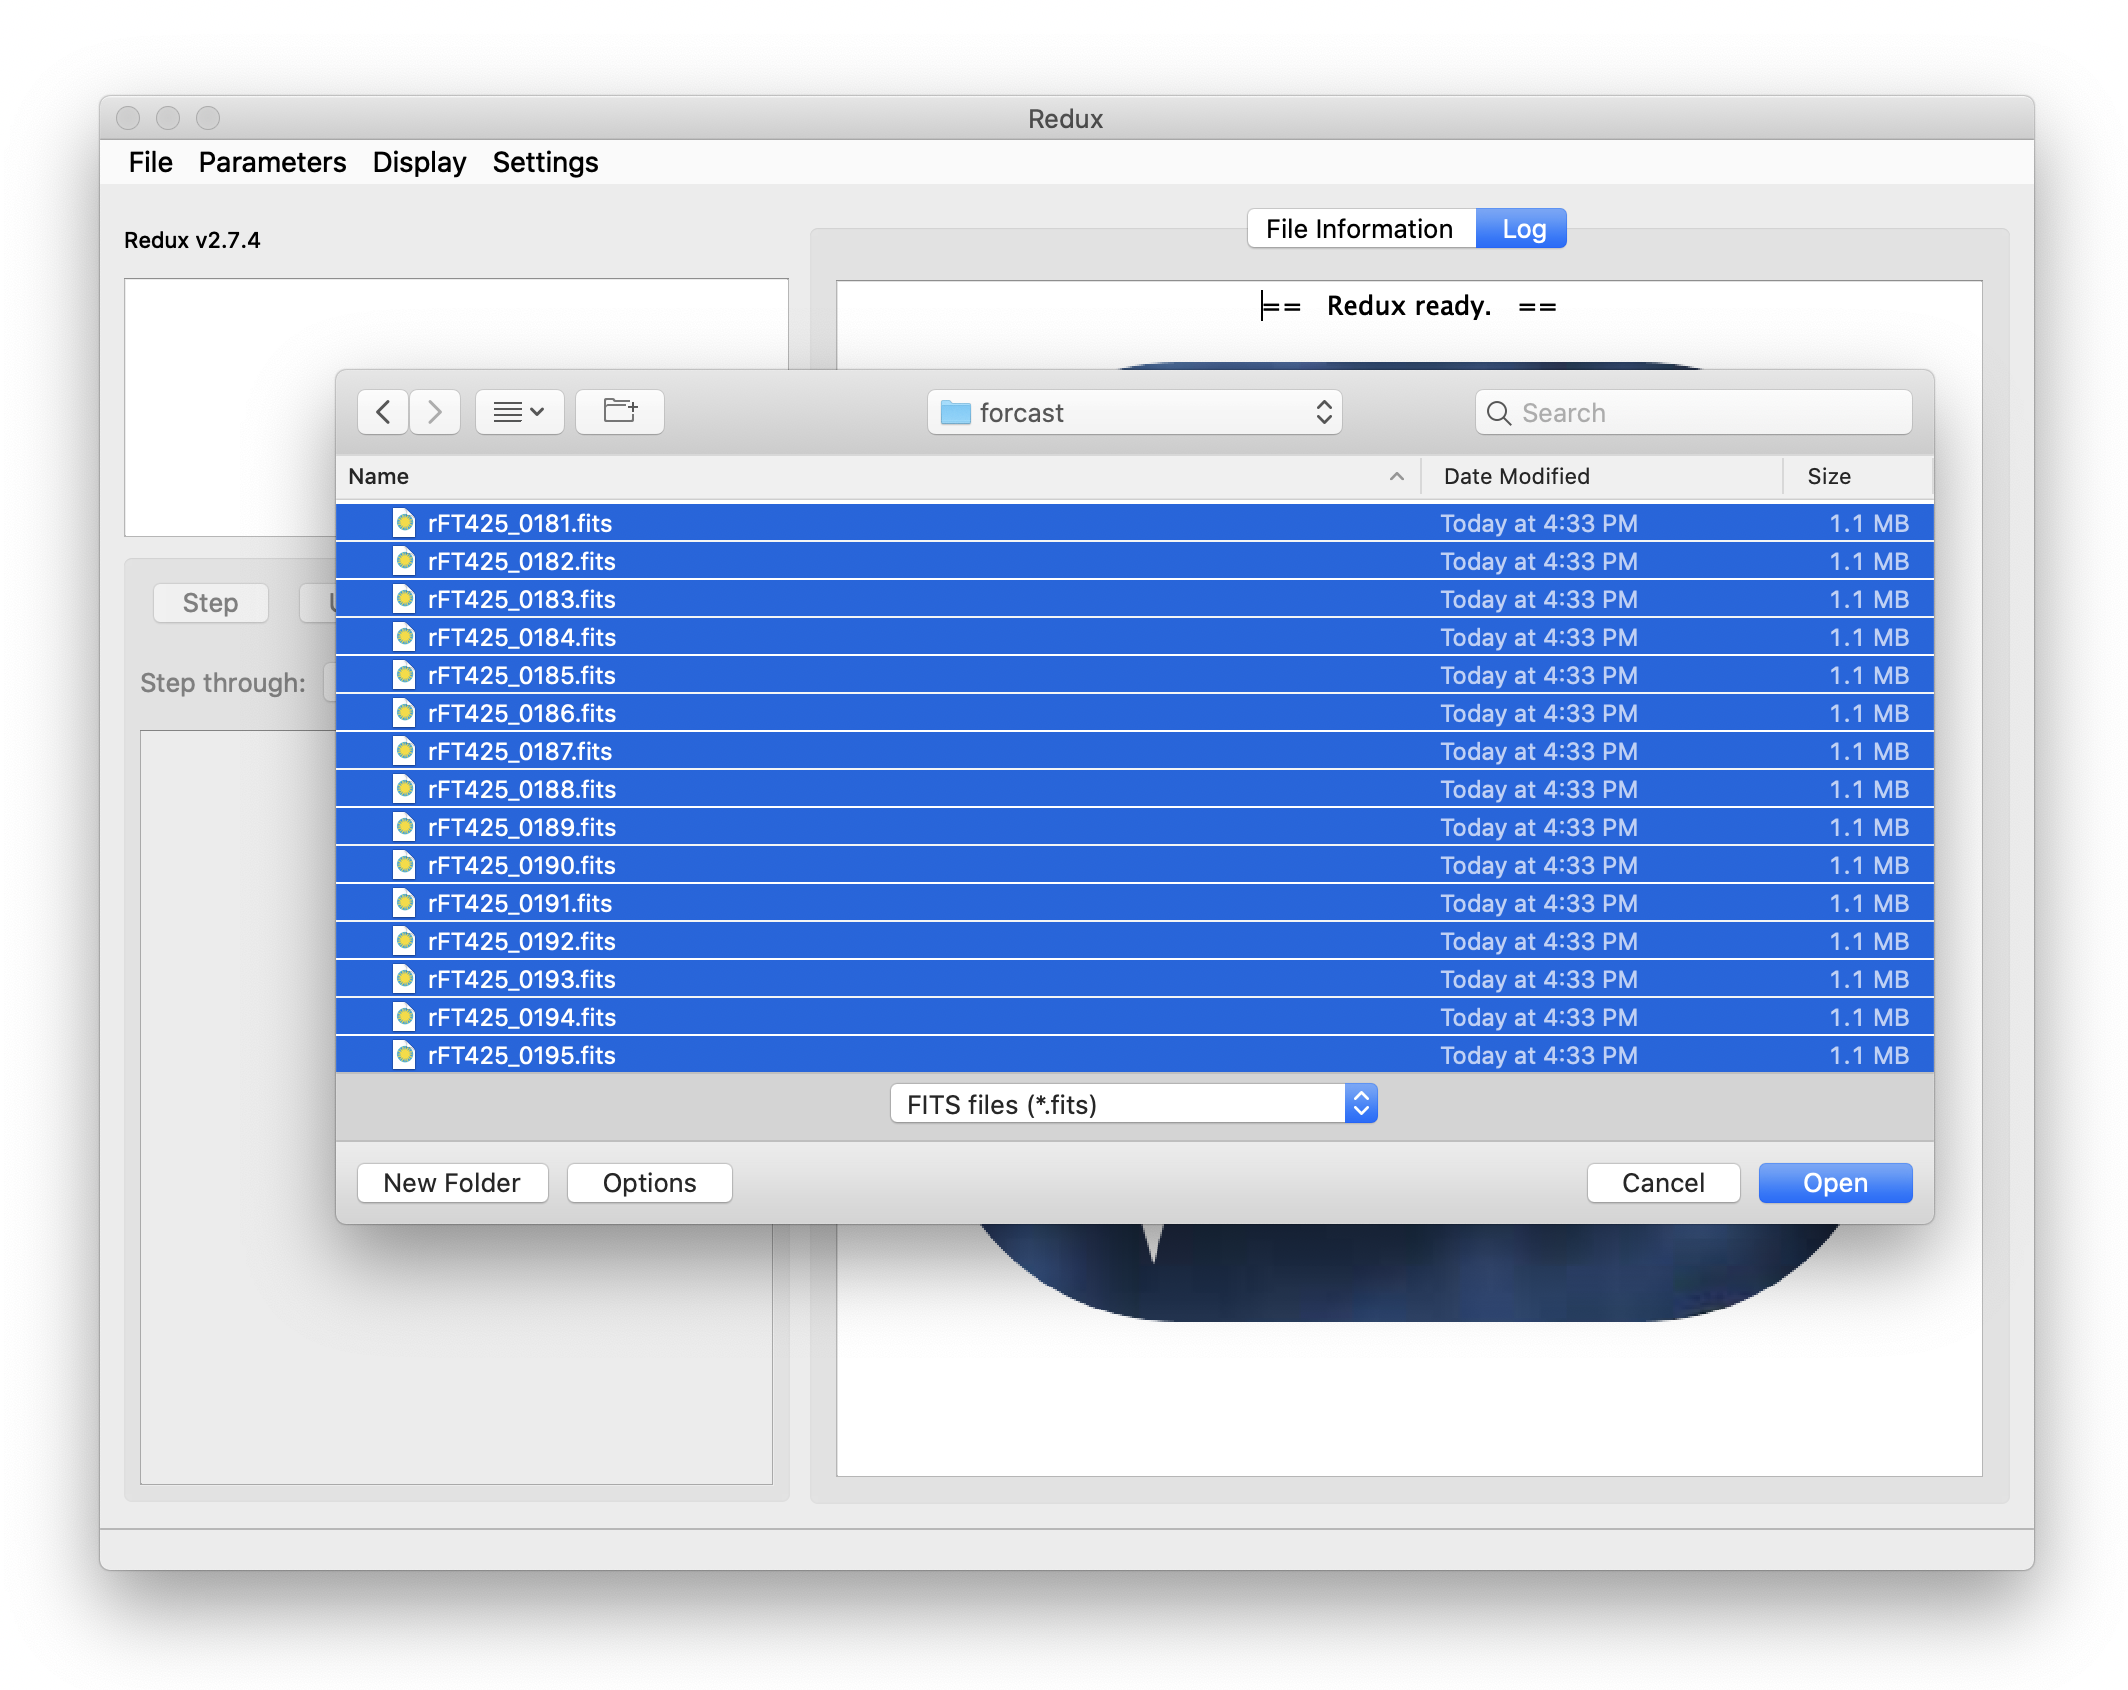 Redux
File Parameters Display Settings
Redux v2.7.4
File Information Log
== Redux ready. ==
forcast
Search
Name Date Modified Size
rFT425_0181.fits Today at 4:33 PM 1.1 MB
rFT425_0182.fits Today at 4:33 PM 1.1 MB
rFT425_0183.fits Today at 4:33 PM 1.1 MB
rFT425_0184.fits Today at 4:33 PM 1.1 MB
rFT425_0185.fits Today at 4:33 PM 1.1 MB
rFT425_0186.fits Today at 4:33 PM 1.1 MB
rFT425_0187.fits Today at 4:33 PM 1.1 MB
rFT425_0188.fits Today at 4:33 PM 1.1 MB
rFT425_0189.fits Today at 4:33 PM 1.1 MB
rFT425_0190.fits Today at 4:33 PM 1.1 MB
rFT425_0191.fits Today at 4:33 PM 1.1 MB
rFT425_0192.fits Today at 4:33 PM 1.1 MB
rFT425_0193.fits Today at 4:33 PM 1.1 MB
rFT425_0194.fits Today at 4:33 PM 1.1 MB
rFT425_0195.fits Today at 4:33 PM 1.1 MB
FITS files (*.fits)
New Folder Options Cancel Open
Step
Step through: